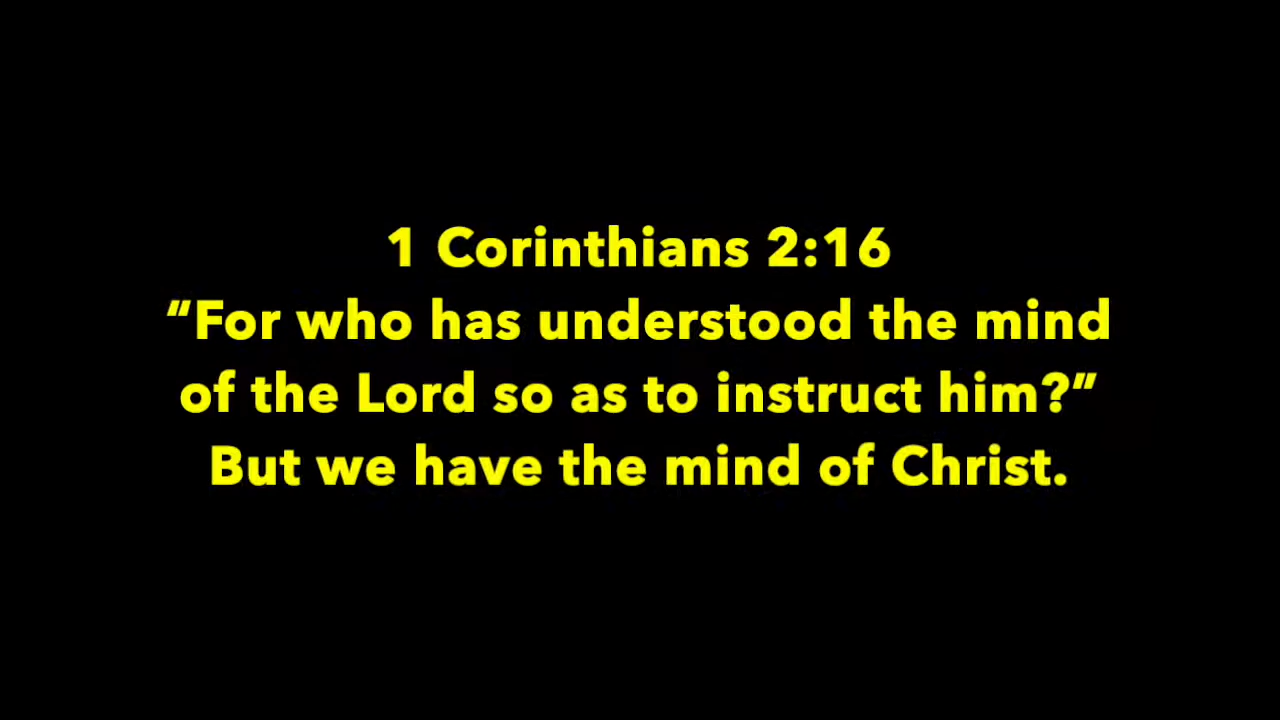 1 Corinthians 2:16
“For who has understood the mind
of the Lord so as to instruct him?”
But we have the mind of Christ.